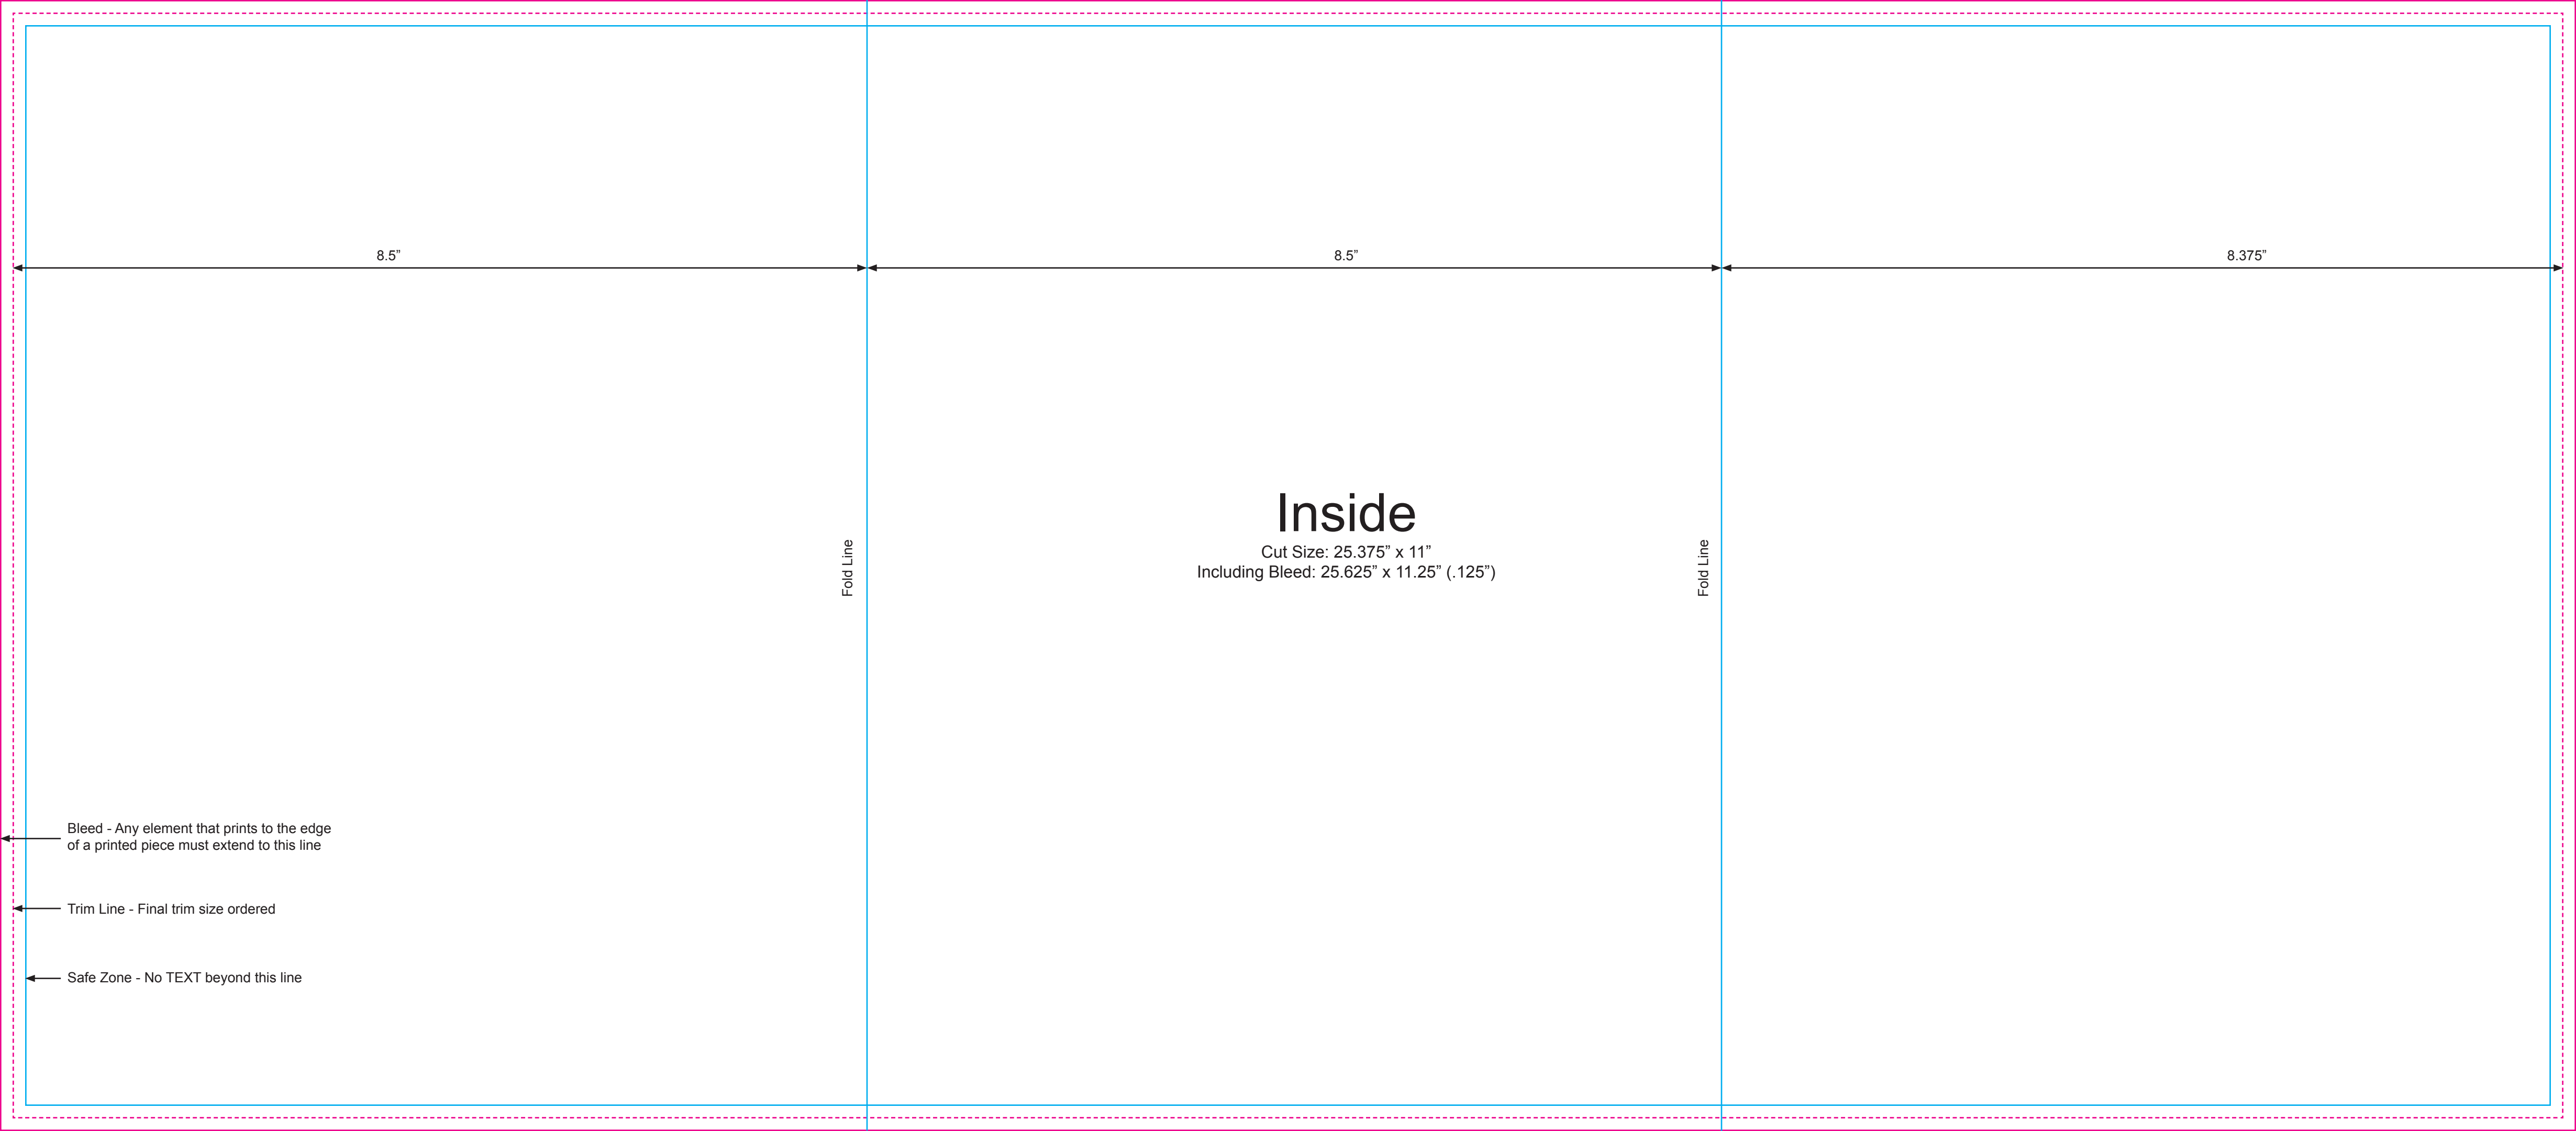 8.5”
8.5”
8.375”
Inside
Cut Size: 25.375” x 11”
Including Bleed: 25.625” x 11.25” (.125”)
Fold Line
Fold Line
Bleed - Any element that prints to the edge
of a printed piece must extend to this line
Trim Line - Final trim size ordered
Safe Zone - No TEXT beyond this line